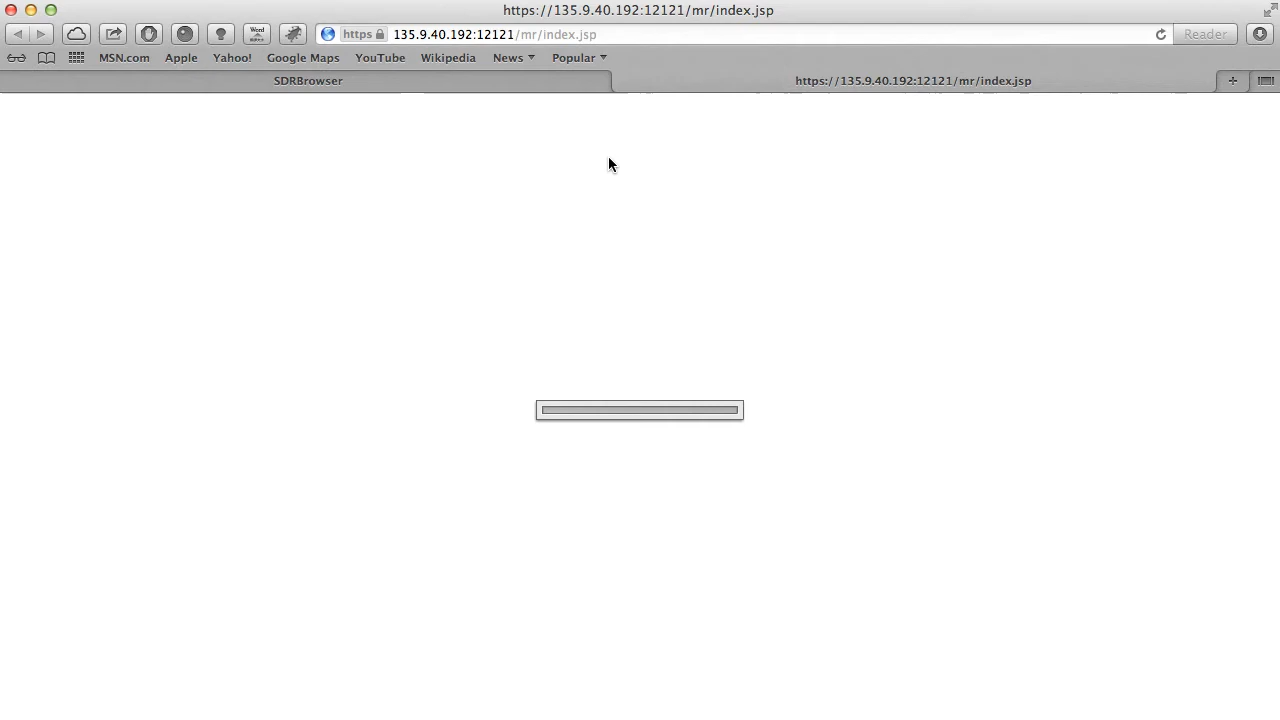 https://135.9.40.192:12121/mr/index.jsp
Word
https 135.9.40.192:12121/mr/index.jsp Reader
MSN.com Apple Yahoo! Google Maps YouTube Wikipedia News Popular
SDRBrowser https://135.9.40.192:12121/mr/index.jsp